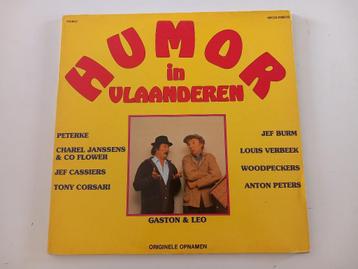 STEREO
HUMOR
in
VLAANDEREN
PETERKE
CHAREL JANSSENS
& CO FLOWER
JEF CASSIERS
TONY CORSARI
JEF BURM
LOUIS VERBEEK
WOODPECKERS
ANTON PETERS
GASTON & LEO
ORIGINELE OPNAMEN